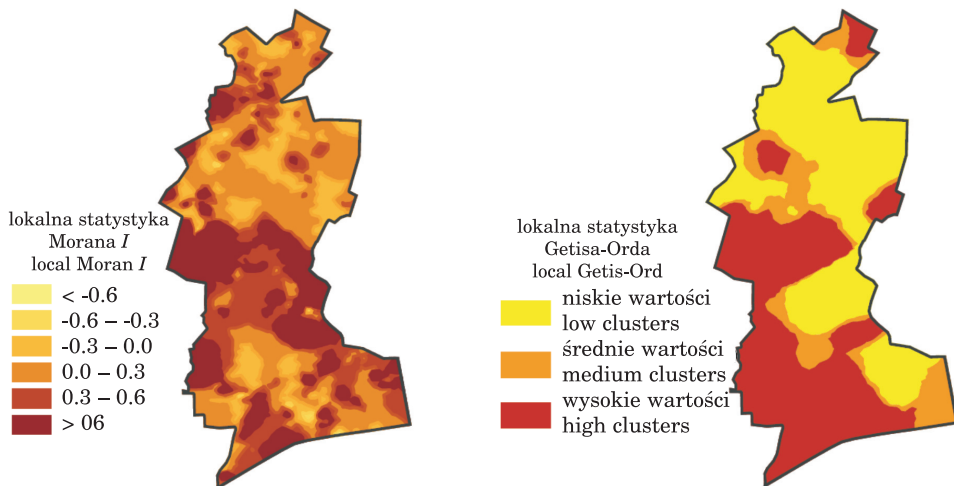 lokalna statystyka
Morana I
local Moran I
< -0.6
-0.6 – -0.3
-0.3 – 0.0
0.0 – 0.3
0.3 – 0.6
> 06
lokalna statystyka
Getisa-Orda
local Getis-Ord
niskie wartości
low clusters
średnie wartości
medium clusters
wysokie wartości
high clusters